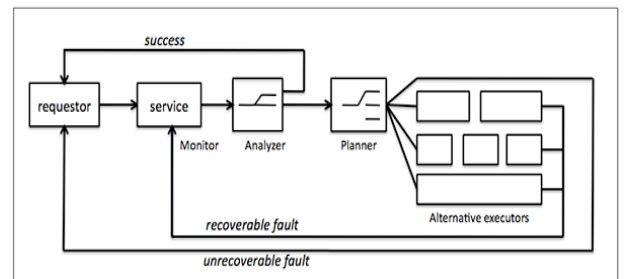 success
requestor
service
Monitor
Analyzer
Planner
Alternative executors
recoverable fault
unrecoverable fault